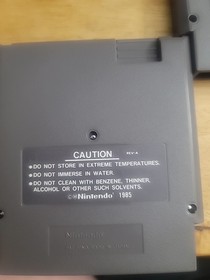 CAUTION
REV-A
•DO NOT STORE IN EXTREME TEMPERATURES.
•DO NOT IMMERSE IN WATER.
•DO NOT CLEAN WITH BENZENE, THINNER,
ALCOHOL OR OTHER SUCH SOLVENTS.
©Nintendo 1985